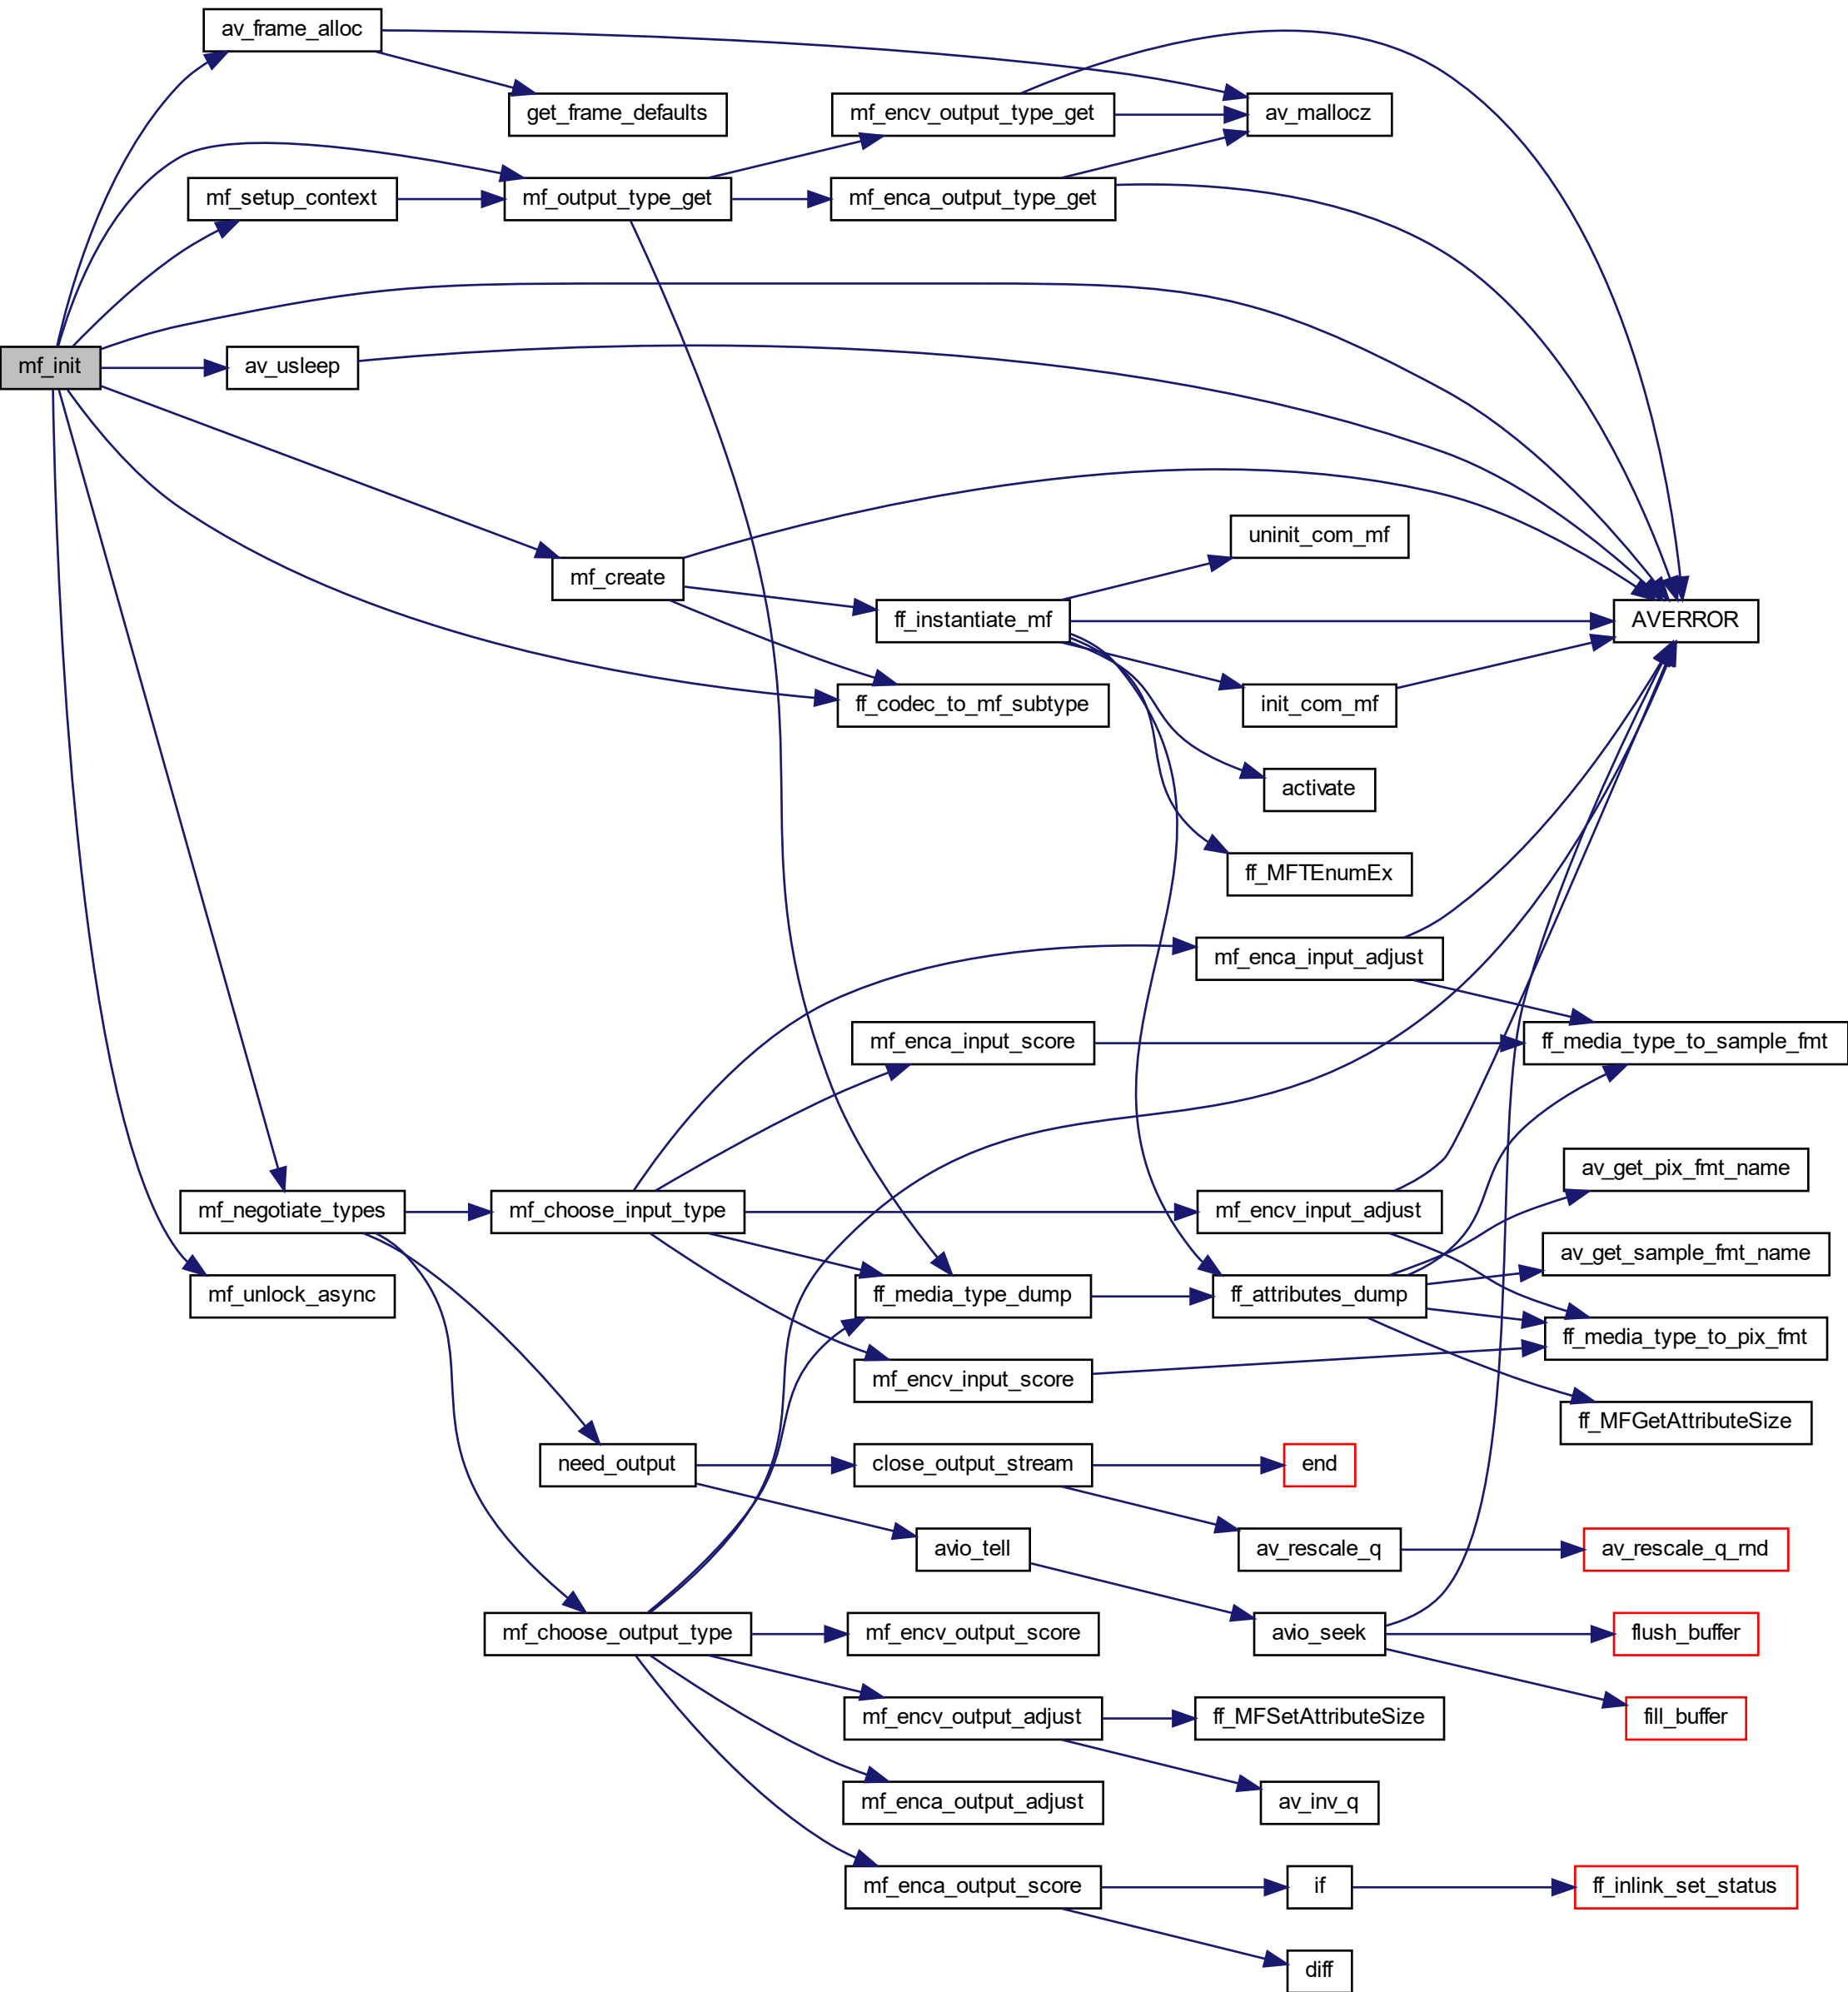 av_frame_alloc
get_frame_defaults
mf_encv_output_type_get
av_mallocz
mf_setup_context
mf_output_type_get
mf_enca_output_type_get
mf_init
av_usleep
uninit_com_mf
mf_create
ff_instantiate_mf
AVERROR
ff_codec_to_mf_subtype
init_com_mf
activate
ff_MFTEnumEx
mf_enca_input_adjust
mf_enca_input_score
ff_media_type_to_sample_fmt
av_get_pix_fmt_name
mf_negotiate_types
mf_choose_input_type
mf_encv_input_adjust
av_get_sample_fmt_name
mf_unlock_async
ff_media_type_dump
ff_attributes_dump
ff_media_type_to_pix_fmt
mf_encv_input_score
ff_MFGetAttributeSize
need_output
close_output_stream
end
avio_tell
av_rescale_q
av_rescale_q_rnd
mf_choose_output_type
mf_encv_output_score
avio_seek
flush_buffer
mf_encv_output_adjust
ff_MFSetAttributeSize
fill_buffer
mf_enca_output_adjust
av_inv_q
mf_enca_output_score
if
ff_inlink_set_status
diff